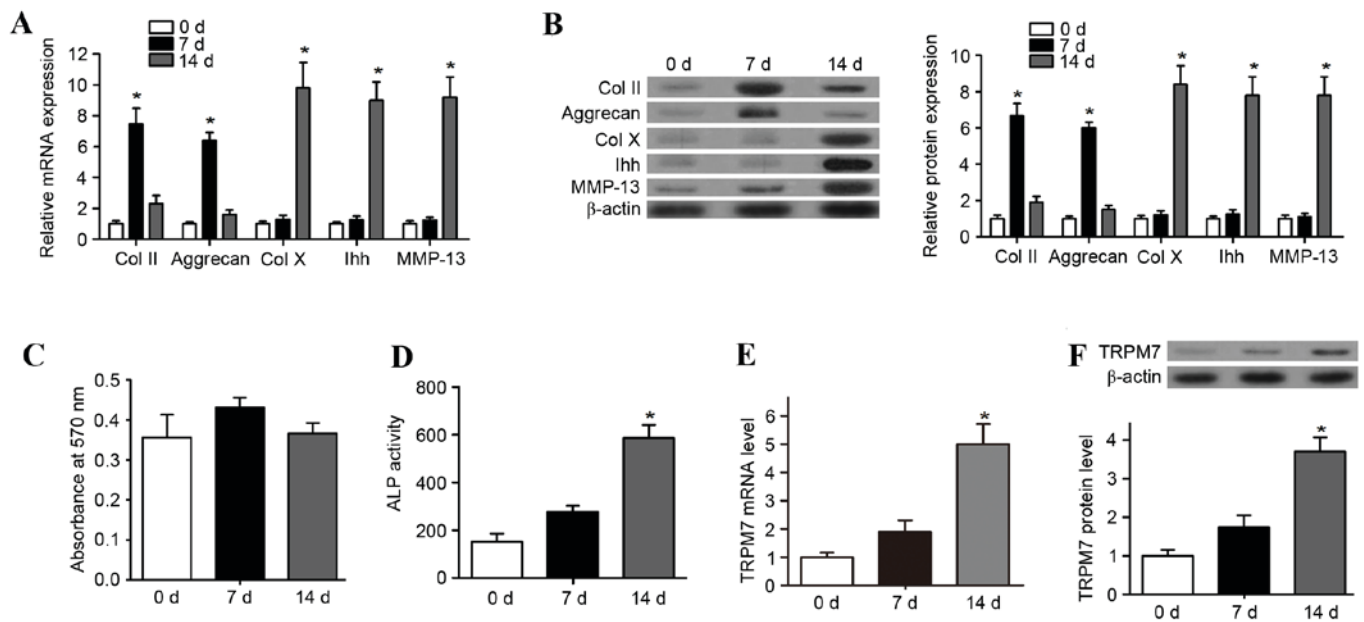 A
0 d
7 d
14 d
Relative mRNA expression
12
10
8
6
4
2
0
*
*
*
*
*
Col II Aggrecan Col X Ihh MMP-13
B
0 d 7 d 14 d
Col II
Aggrecan
Col X
Ihh
MMP-13
β-actin
0 d
7 d
14 d
Relative protein expression
10
8
6
4
2
0
*
*
*
*
*
Col II Aggrecan Col X Ihh MMP-13
C
Absorbance at 570 nm
0.5
0.4
0.3
0.2
0.1
0.0
0 d 7 d 14 d
D
ALP activity
800
600
400
200
0
*
0 d 7 d 14 d
E
TRPM7 mRNA level
6
5
4
3
2
1
0
*
0 d 7 d 14 d
F
TRPM7
β-actin
TRPM7 protein level
4
3
2
1
0
*
0 d 7 d 14 d